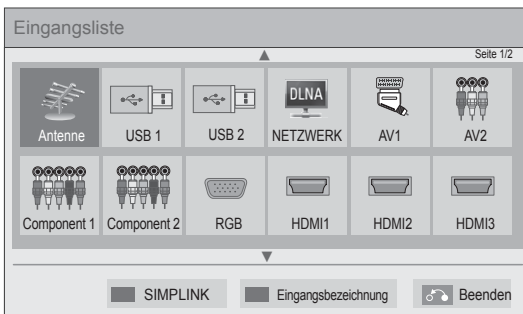 Eingangsliste
Seite 1/2
DLNA
Antenne USB 1 USB 2 NETZWERK AV1 AV2
Component 1 Component 2 RGB HDMI1 HDMI2 HDMI3
SIMPLINK Eingangsbezeichnung Beenden